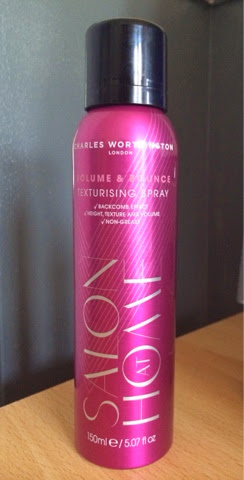 CHARLES WORTHINGTON
LONDON
VOLUME & BOUNCE
TEXTURISING SPRAY
✓BACKCOMB EFFECT
✓HEIGHT, TEXTURE AND VOLUME
✓NON-GREASY
SALON
AT
HOME
150ml ℮ / 5.07 fl oz